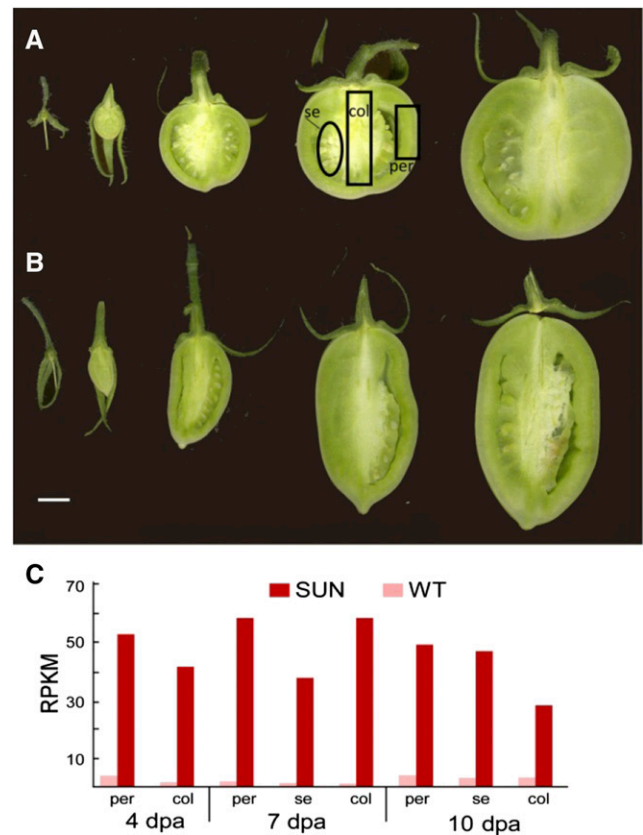 A
se
col
per
B
C
70
50
30
10
RPKM
SUN
WT
per col per se col per se col
4 dpa 7 dpa 10 dpa